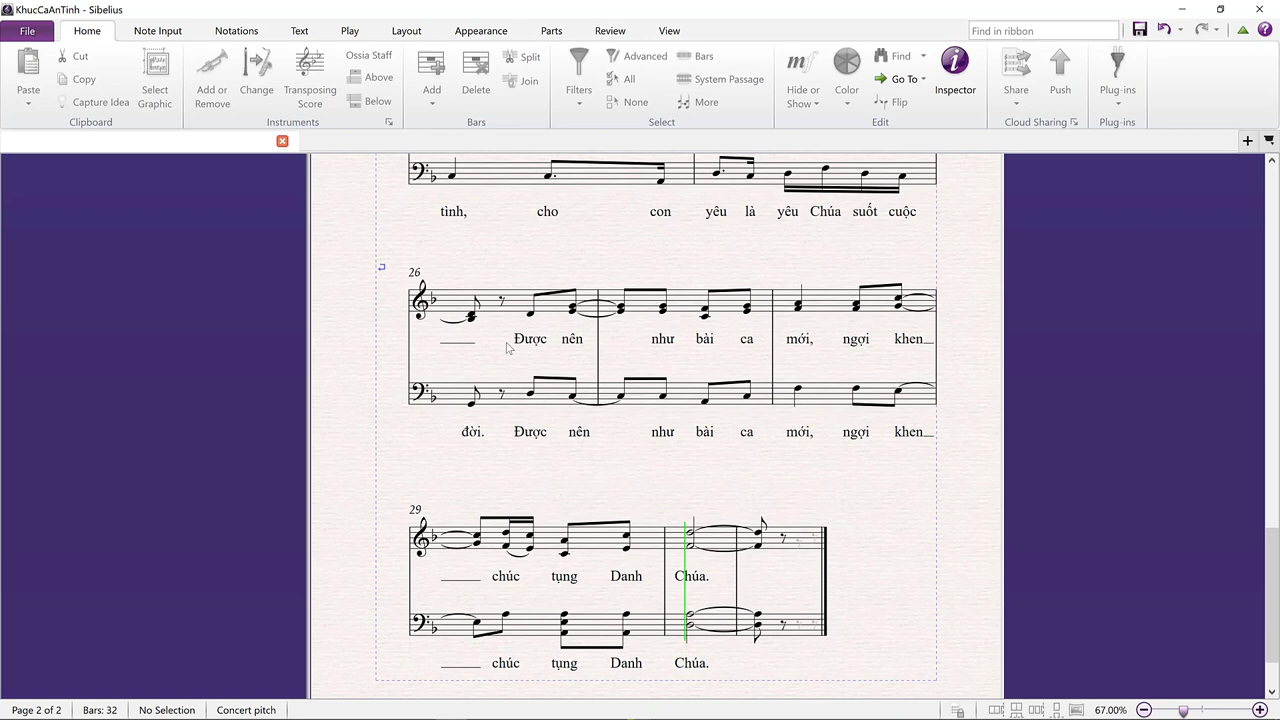 KhucCaAnTinh - Sibelius
File Home Note Input Notations Text Play Layout Appearance Parts Review View Find in ribbon
Paste Cut Copy Capture Idea Select Graphic
Clipboard
Add or Remove Change Transposing Score Ossia Staff Above Below
Instruments
Add Delete Split Join
Bars
Filters Advanced All None Bars System Passage More
Select
Hide or Show Color Find Go To Flip Inspector
Edit
Share Push
Cloud Sharing
Plug-ins
Plug-ins
tình, cho con yêu là yêu Chúa suốt cuộc
26
Được nên như bài ca mới, ngợi khen
đời. Được nên như bài ca mới, ngợi khen
29
chúc tụng Danh Chúa.
chúc tụng Danh Chúa.
Page 2 of 2 Bars: 32 No Selection Concert pitch 67.00%